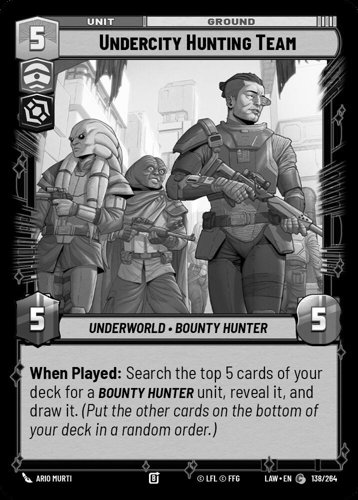 UNIT
GROUND
5
UNDERCITY HUNTING TEAM
5
5
UNDERWORLD • BOUNTY HUNTER
When Played: Search the top 5 cards of your
deck for a BOUNTY HUNTER unit, reveal it, and
draw it. (Put the other cards on the bottom of
your deck in a random order.)
ARIO MURTI
© LFL © FFG
LAW • EN
138/264